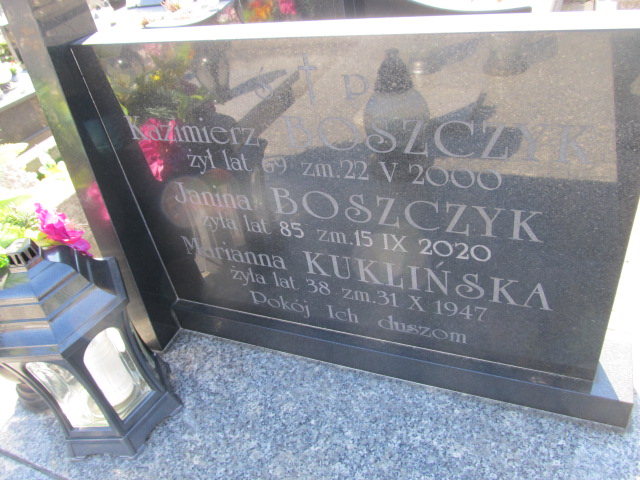 Ś † P
Kazimierz BOSZCZYK
żył lat 69 zm. 22 V 2000
Janina BOSZCZYK
żyła lat 85 zm. 15 IX 2020
Marianna KUKLIŃSKA
żyła lat 38 zm. 31 X 1947
Pokój Ich duszom